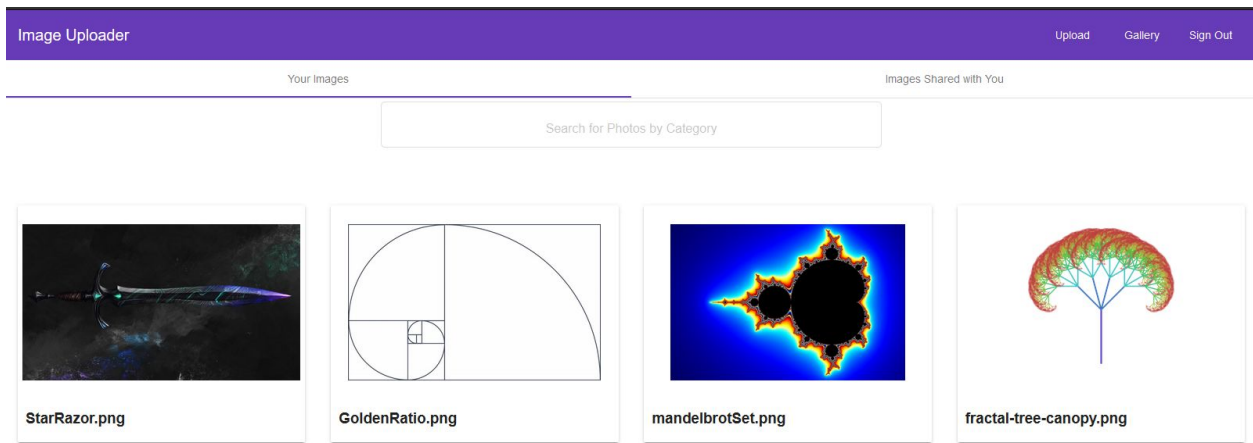 Image Uploader
Upload Gallery Sign Out
Your Images
Images Shared with You
Search for Photos by Category
StarRazor.png
GoldenRatio.png
mandelbrotSet.png
fractal-tree-canopy.png